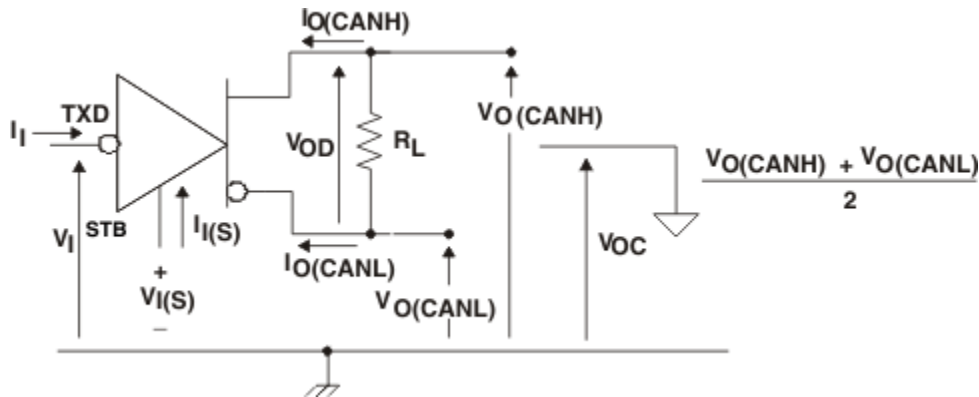 IO(CANH)
TXD
II
VO(CANH)
VOD
RL
VO(CANH) + VO(CANL)
2
STB
II(S)
VI
VOC
IO(CANL)
+
VI(S)
VO(CANL)
–